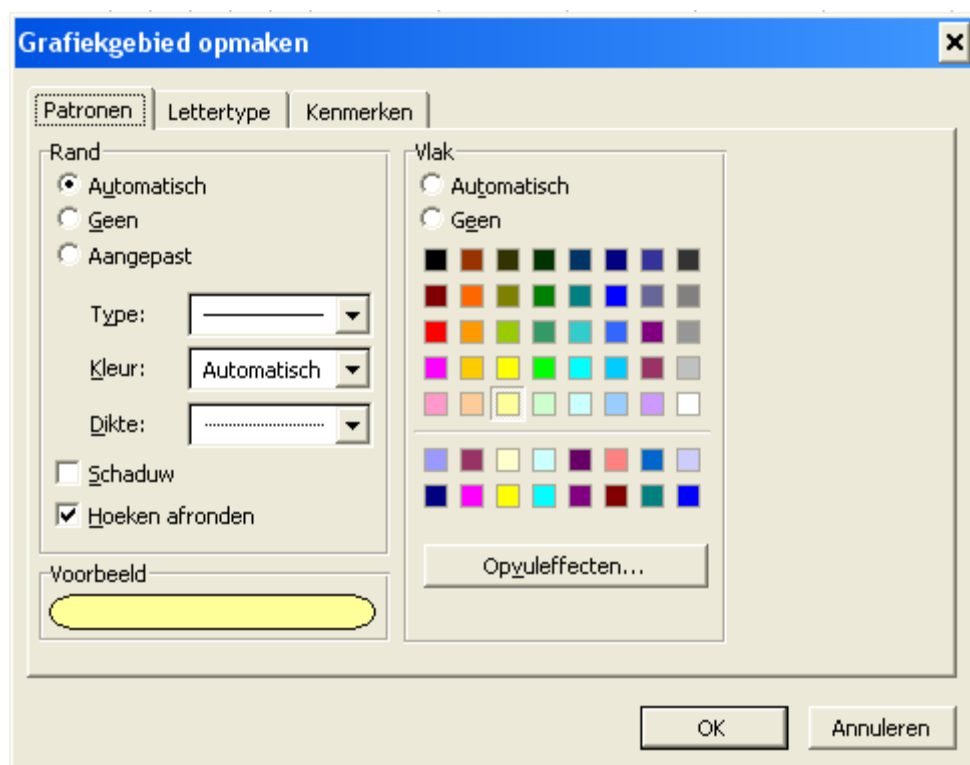 Grafiekgebied opmaken
Patronen Lettertype Kenmerken
Rand
Automatisch
Geen
Aangepast
Type:
Kleur: Automatisch
Dikte:
Schaduw
Hoeken afronden
Voorbeeld
Vlak
Automatisch
Geen
Opvuleffecten...
OK Annuleren